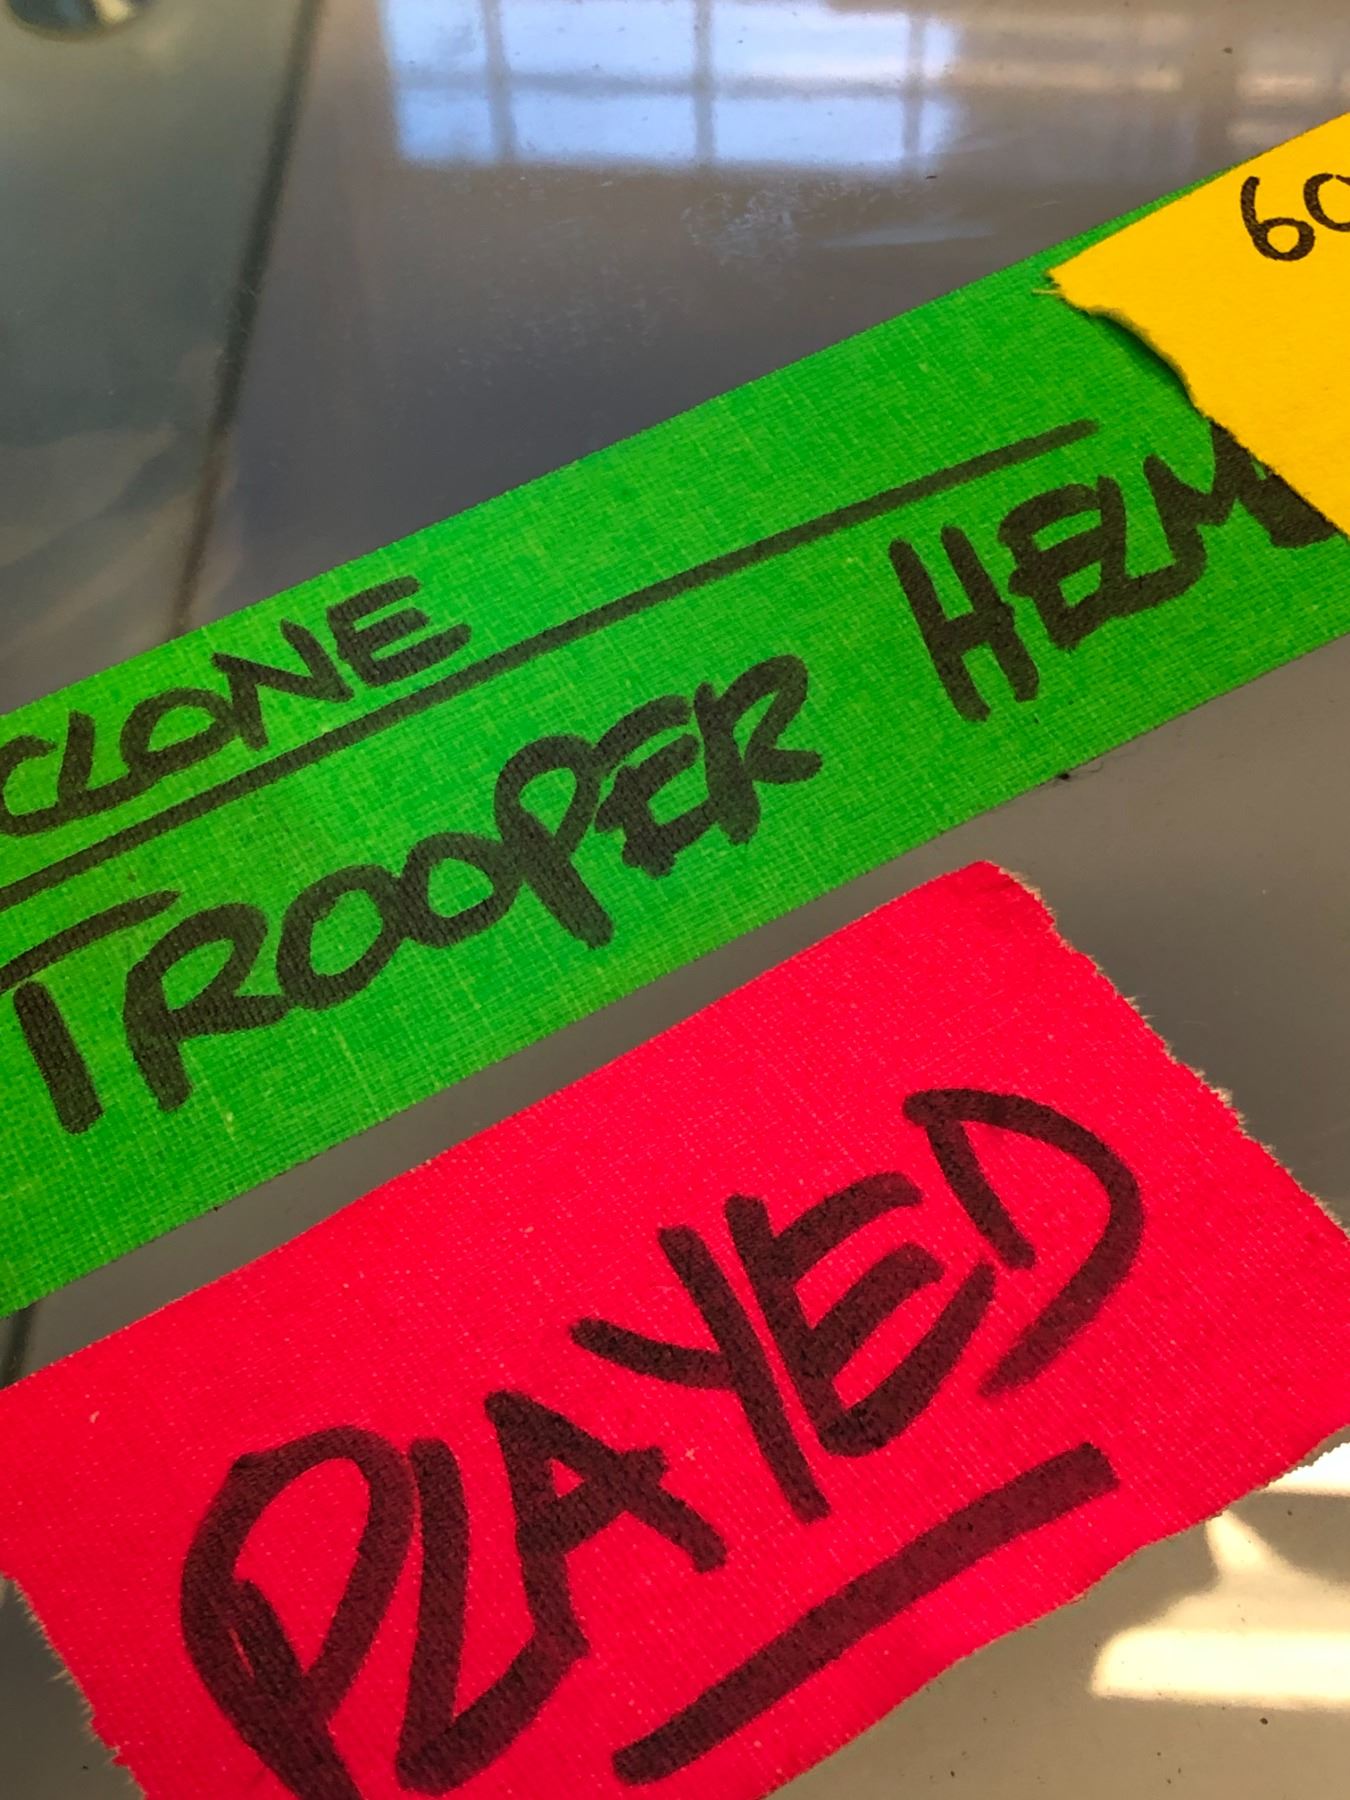 60
CLONE
TROOPER HELM
PLAYED